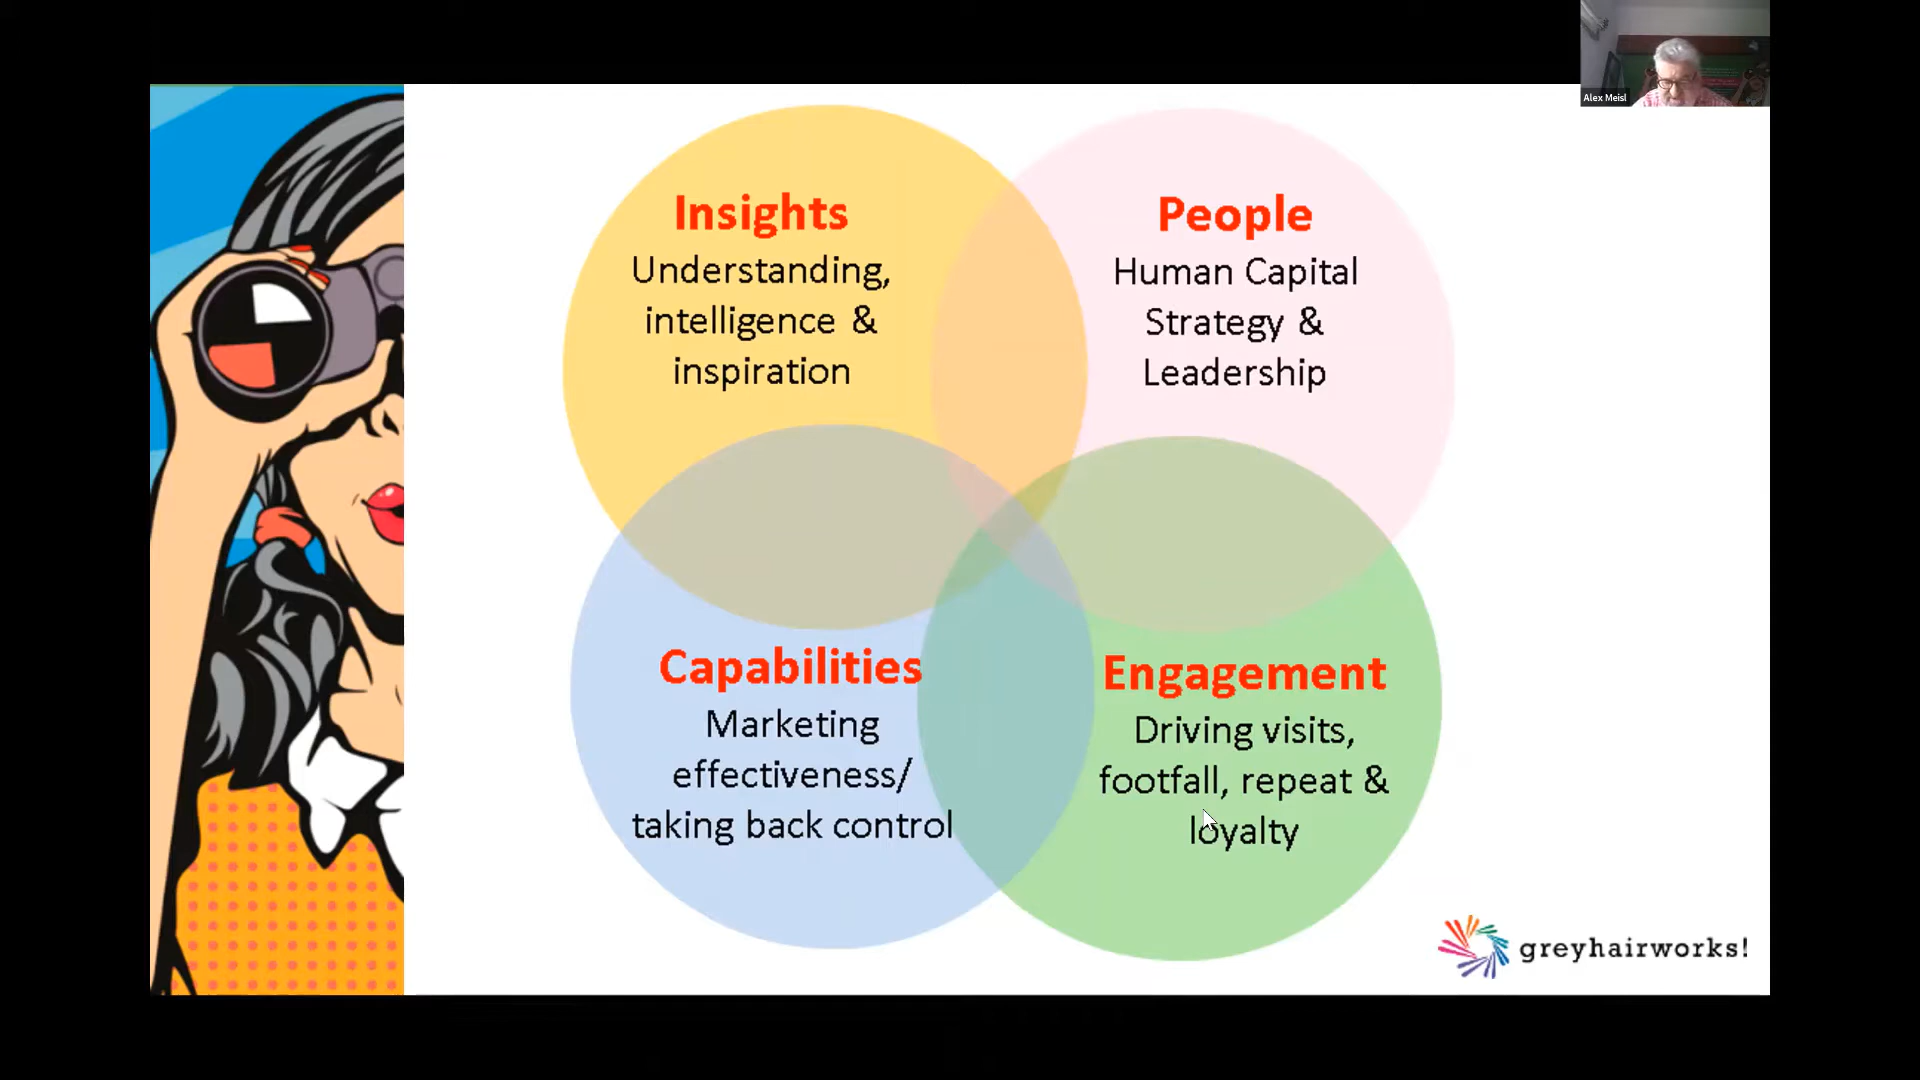 Alex Meisl
Insights
Understanding,
intelligence &
inspiration
People
Human Capital
Strategy &
Leadership
Capabilities
Marketing
effectiveness/
taking back control
Engagement
Driving visits,
footfall, repeat &
loyalty
greyhairworks!